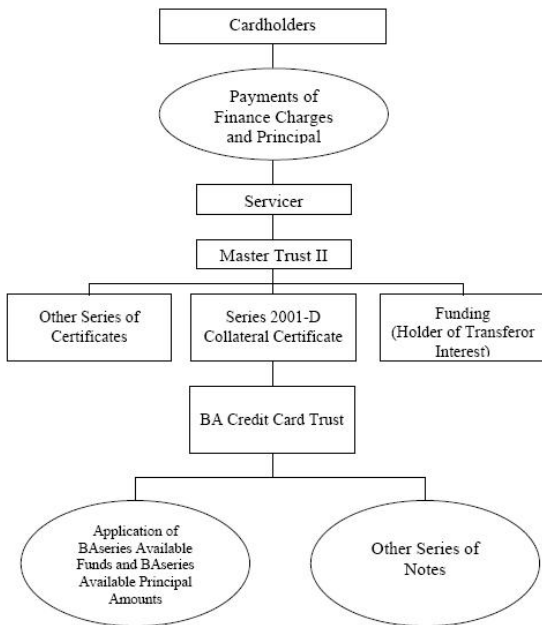 Cardholders
Payments of
Finance Charges
and Principal
Servicer
Master Trust II
Other Series of
Certificates
Series 2001-D
Collateral Certificate
Funding
(Holder of Transferor
Interest)
BA Credit Card Trust
Application of
BAseries Available
Funds and BAseries
Available Principal
Amounts
Other Series of
Notes